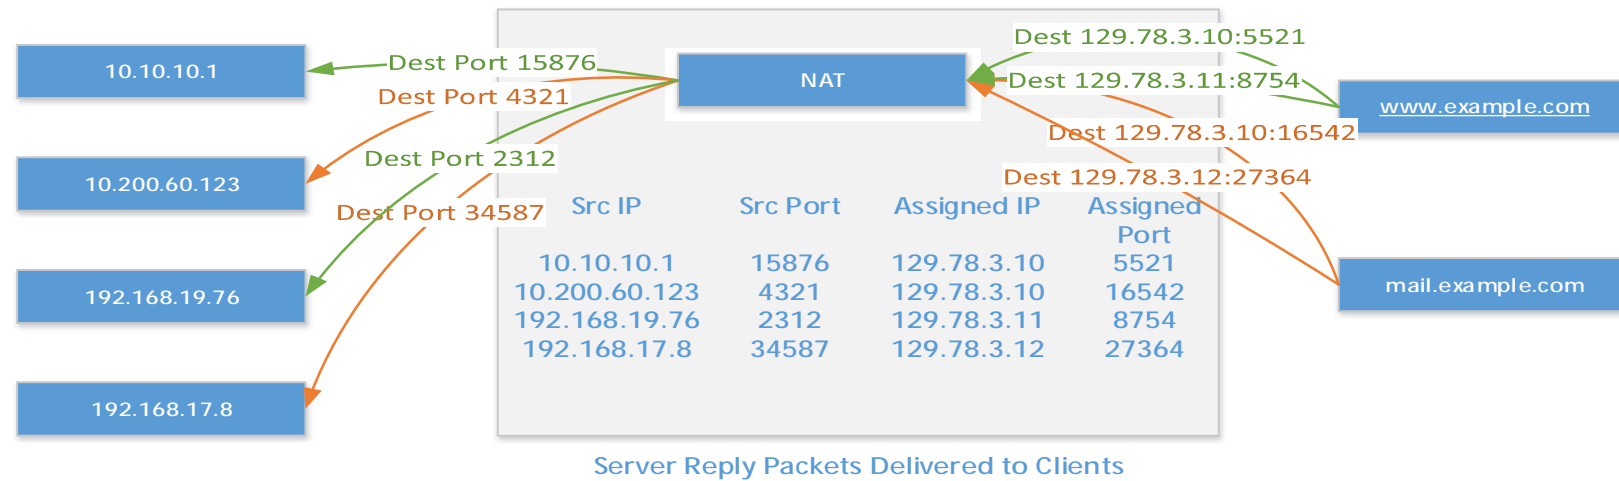 Dest 129.78.3.10:5521
10.10.10.1
Dest Port 15876
NAT
Dest 129.78.3.11:8754
www.example.com
Dest Port 4321
Dest 129.78.3.10:16542
Dest Port 2312
10.200.60.123
Dest 129.78.3.12:27364
Dest Port 34587
Src IP Src Port Assigned IP Assigned
Port
10.10.10.1 15876 129.78.3.10 5521
10.200.60.123 4321 129.78.3.10 16542
192.168.19.76 2312 129.78.3.11 8754
192.168.17.8 34587 129.78.3.12 27364
192.168.19.76
mail.example.com
192.168.17.8
Server Reply Packets Delivered to Clients